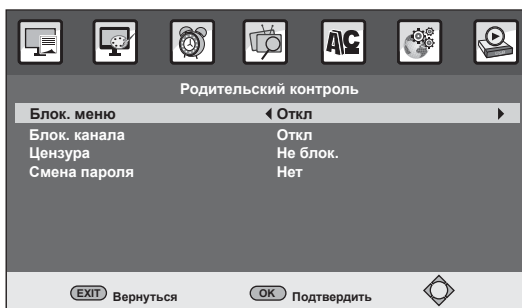 Родительский контроль
Блок. меню Откл
Блок. канала Откл
Цензура Не блок.
Смена пароля Нет
EXIT Вернуться OK Подтвердить